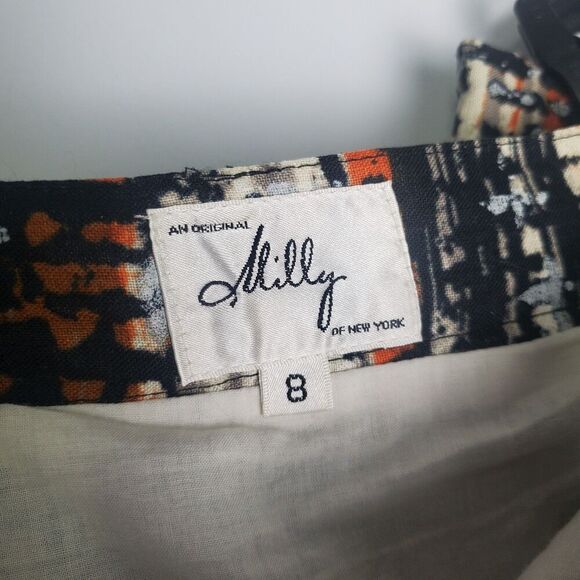 AN ORIGINAL
Milly
OF NEW YORK
8